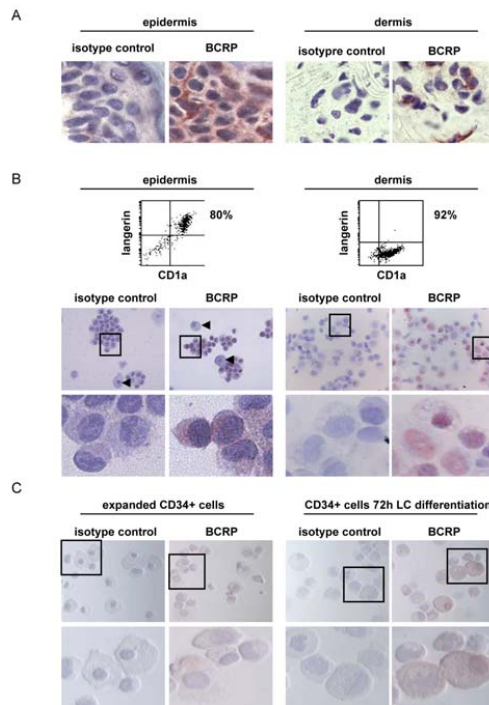 A
epidermis
dermis
isotype control
BCRP
isotypre control
BCRP
B
epidermis
dermis
langerin
80%
CD1a
langerin
92%
CD1a
isotype control
BCRP
isotype control
BCRP
C
expanded CD34+ cells
CD34+ cells 72h LC differentiation
isotype control
BCRP
isotype control
BCRP